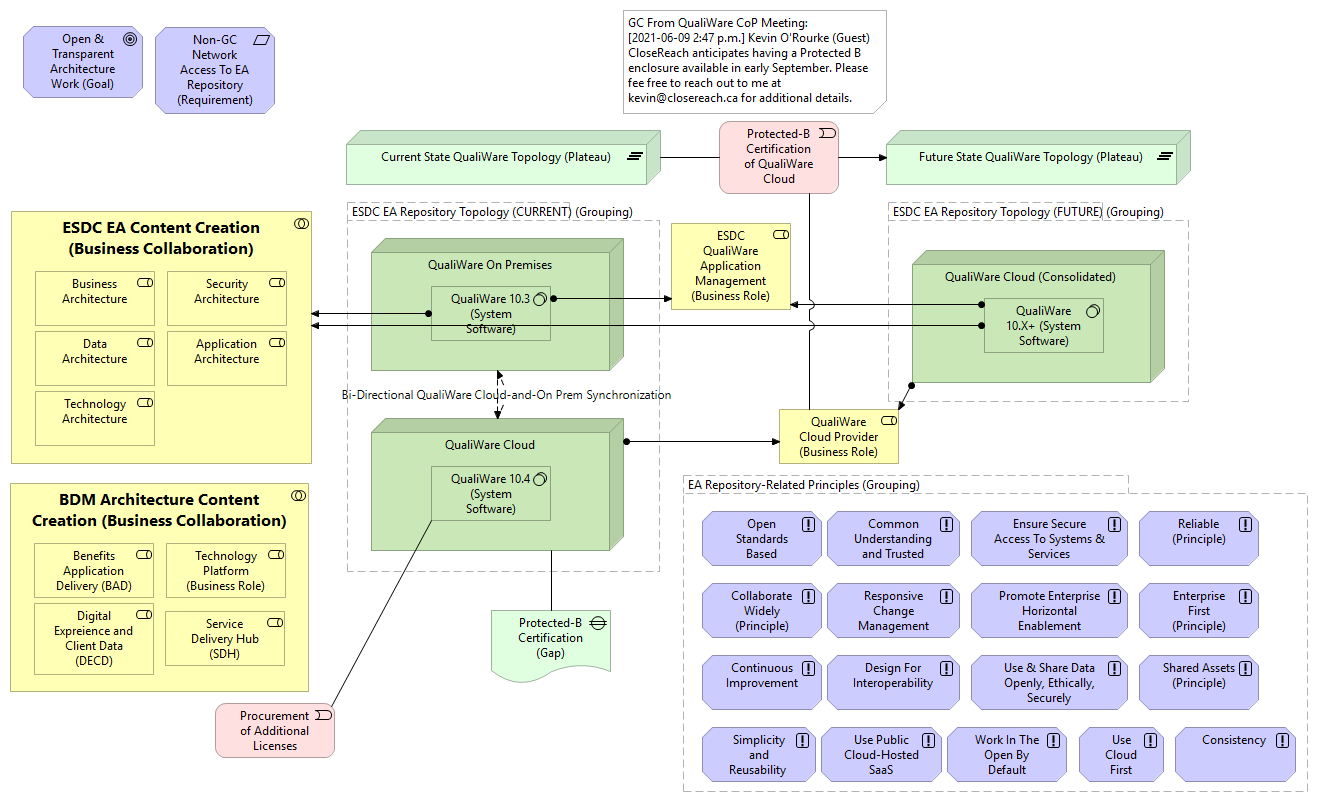 Open &
Transparent
Architecture
Work (Goal)
Non-GC
Network
Access To EA
Repository
(Requirement)
GC From QualiWare CoP Meeting:
[2021-06-09 2:47 p.m.] Kevin O'Rourke (Guest)
CloseReach anticipates having a Protected B
enclosure available in early September. Please
fee free to reach out to me at
kevin@closereach.ca for additional details.
Current State QualiWare Topology (Plateau)
Protected-B
Certification
of QualiWare
Cloud
Future State QualiWare Topology (Plateau)
ESDC EA Content Creation
(Business Collaboration)
Business
Architecture
Security
Architecture
Data
Architecture
Application
Architecture
Technology
Architecture
ESDC EA Repository Topology (CURRENT) (Grouping)
QualiWare On Premises
QualiWare 10.3
(System
Software)
Bi-Directional QualiWare Cloud-and-On Prem Synchronization
QualiWare Cloud
QualiWare 10.4
(System
Software)
ESDC
QualiWare
Application
Management
(Business Role)
ESDC EA Repository Topology (FUTURE) (Grouping)
QualiWare Cloud (Consolidated)
QualiWare
10.X+ (System
Software)
QualiWare
Cloud Provider
(Business Role)
BDM Architecture Content
Creation (Business Collaboration)
Benefits
Application
Delivery (BAD)
Technology
Platform
(Business Role)
Digital
Expreience and
Client Data
(DECD)
Service
Delivery Hub
(SDH)
Procurement
of Additional
Licenses
Protected-B
Certification
(Gap)
EA Repository-Related Principles (Grouping)
Open
Standards
Based
Common
Understanding
and Trusted
Ensure Secure
Access To Systems &
Services
Reliable
(Principle)
Collaborate
Widely
(Principle)
Responsive
Change
Management
Promote Enterprise
Horizontal
Enablement
Enterprise
First
(Principle)
Continuous
Improvement
Design For
Interoperability
Use & Share Data
Openly, Ethically,
Securely
Shared Assets
(Principle)
Simplicity
and
Reusability
Use Public
Cloud-Hosted
SaaS
Work In The
Open By
Default
Use
Cloud
First
Consistency